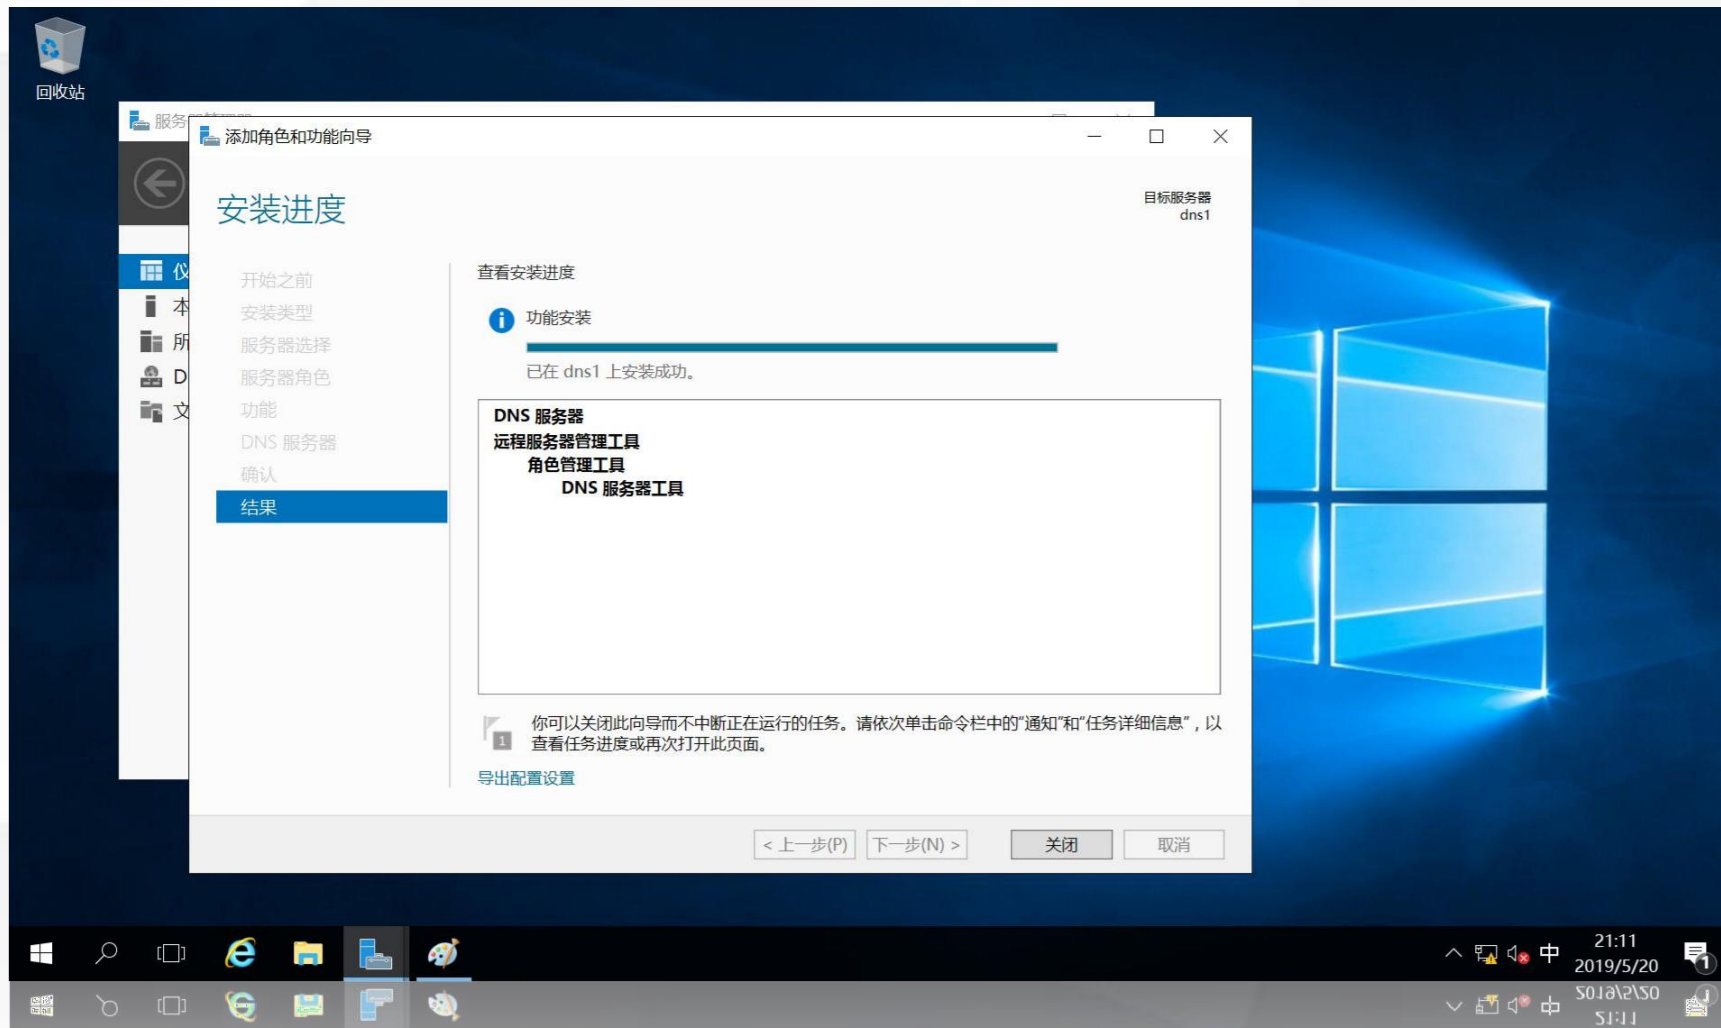 回收站
服务
添加角色和功能向导
安装进度
目标服务器
dns1
仪
本
所
D
文
开始之前
安装类型
服务器选择
服务器角色
功能
DNS 服务器
确认
结果
查看安装进度
功能安装
已在 dns1 上安装成功。
DNS 服务器
远程服务器管理工具
角色管理工具
DNS 服务器工具
你可以关闭此向导而不中断正在运行的任务。请依次单击命令栏中的"通知"和"任务详细信息"，以
查看任务进度或再次打开此页面。
导出配置设置
< 上一步(P)
下一步(N) >
关闭
取消
中
21:11
2019/5/20
1